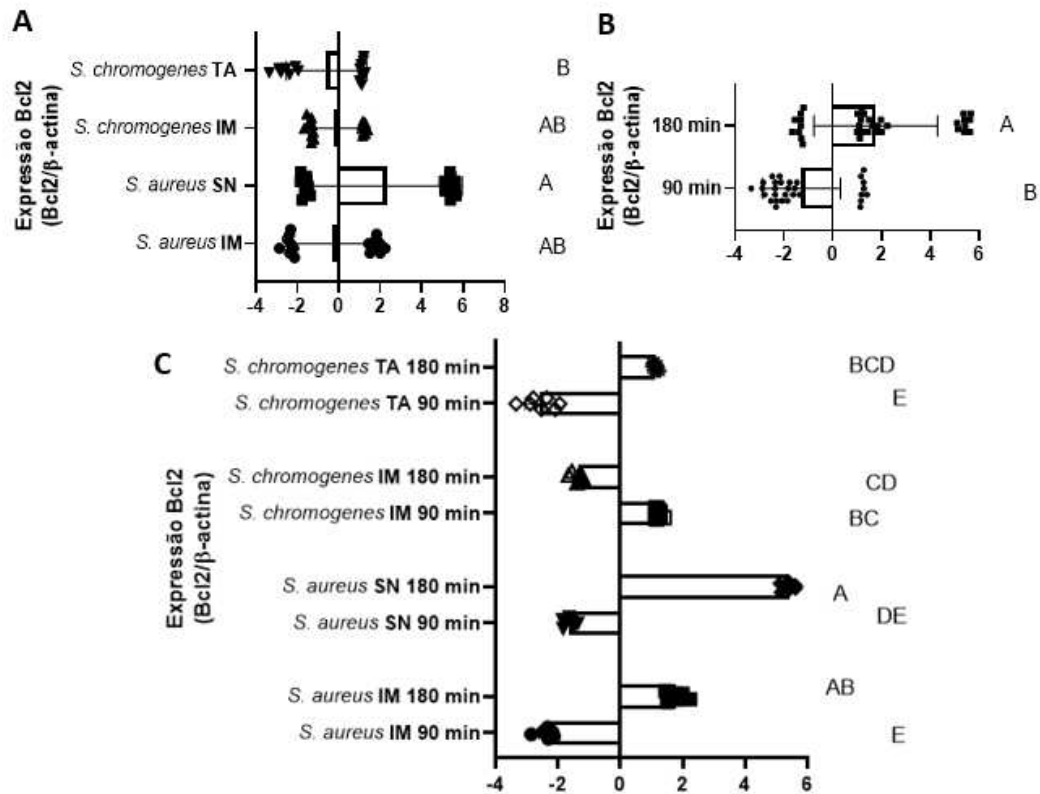 A
Expressão Bcl2
(Bcl2/β-actina)
S. chromogenes TA
B
S. chromogenes IM
AB
S. aureus SN
A
S. aureus IM
AB
-4 -2 0 2 4 6 8
B
Expressão Bcl2
(Bcl2/β-actina)
180 min
A
90 min
B
-4 -2 0 2 4 6
C
Expressão Bcl2
(Bcl2/β-actina)
S. chromogenes TA 180 min
BCD
S. chromogenes TA 90 min
E
S. chromogenes IM 180 min
CD
S. chromogenes IM 90 min
BC
S. aureus SN 180 min
A
S. aureus SN 90 min
DE
S. aureus IM 180 min
AB
S. aureus IM 90 min
E
-4 -2 0 2 4 6